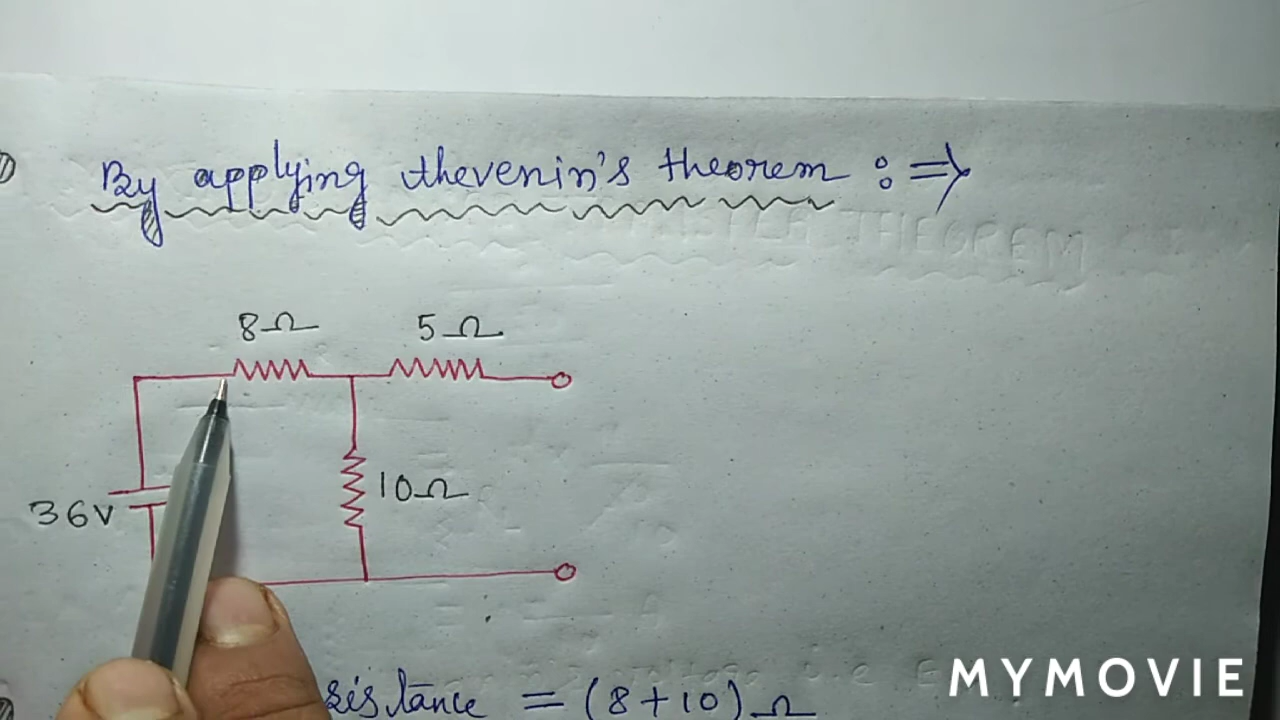 By applying thevenin's theorem :⇒
8Ω 5Ω
10Ω
36V
sistance = (8+10)Ω
MYMOVIE